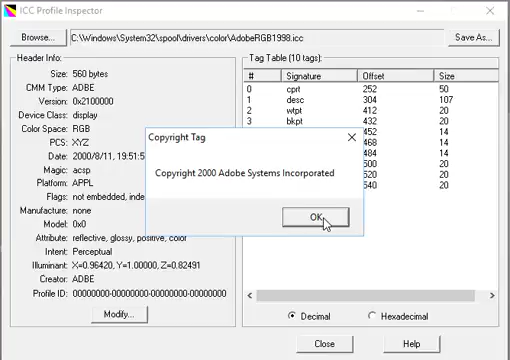 ICC Profile Inspector
Browse... C:\Windows\System32\spool\drivers\color\AdobeRGB1998.icc Save As...
Header Info:
Size: 560 bytes
CMM Type: ADBE
Version: 0x2100000
Device Class: display
Color Space: RGB
PCS: XYZ
Date: 2000/8/11, 19:51:5
Magic: acsp
Platform: APPL
Flags: not embedded, inde
Manufacture: none
Model: 0x0
Attribute: reflective, glossy, positive, color
Intent: Perceptual
Illuminant: X=0.96420, Y=1.00000, Z=0.82491
Creator: ADBE
Profile ID: 00000000-00000000-00000000-00000000
Modify...
Tag Table (10 tags):
# Signature Offset Size
0 cprt 252 50
1 desc 304 107
2 wtpt 412 20
3 bkpt 432 20
452 14
468 14
484 14
500 20
520 20
540 20
Decimal Hexadecimal
Copyright Tag
Copyright 2000 Adobe Systems Incorporated
OK
Close Help